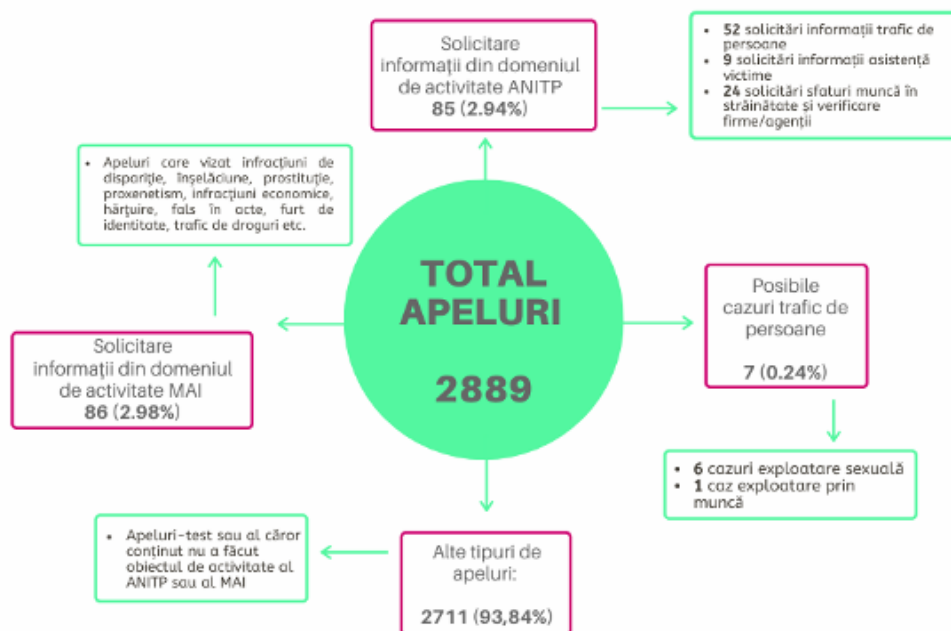 Solicitare
informații din domeniul
de activitate ANITP
85 (2.94%)
• 52 solicitări informații trafic de
persoane
• 9 solicitări informații asistență
victime
• 24 solicitări sfaturi muncă în
străinătate și verificare
firme/agenții
• Apeluri care vizat infracțiuni de
dispariție, înșelăciune, prostituție,
proxenetism, infracțiuni economice,
hărțuire, fals în acte, furt de
identitate, trafic de droguri etc.
TOTAL
APELURI
2889
Posibile
cazuri trafic de
persoane
7 (0.24%)
Solicitare
informații din domeniul
de activitate MAI
86 (2.98%)
• 6 cazuri exploatare sexuală
• 1 caz exploatare prin
muncă
• Apeluri-test sau al căror
conținut nu a făcut
obiectul de activitate al
ANITP sau al MAI
Alte tipuri de
apeluri:
2711 (93,84%)